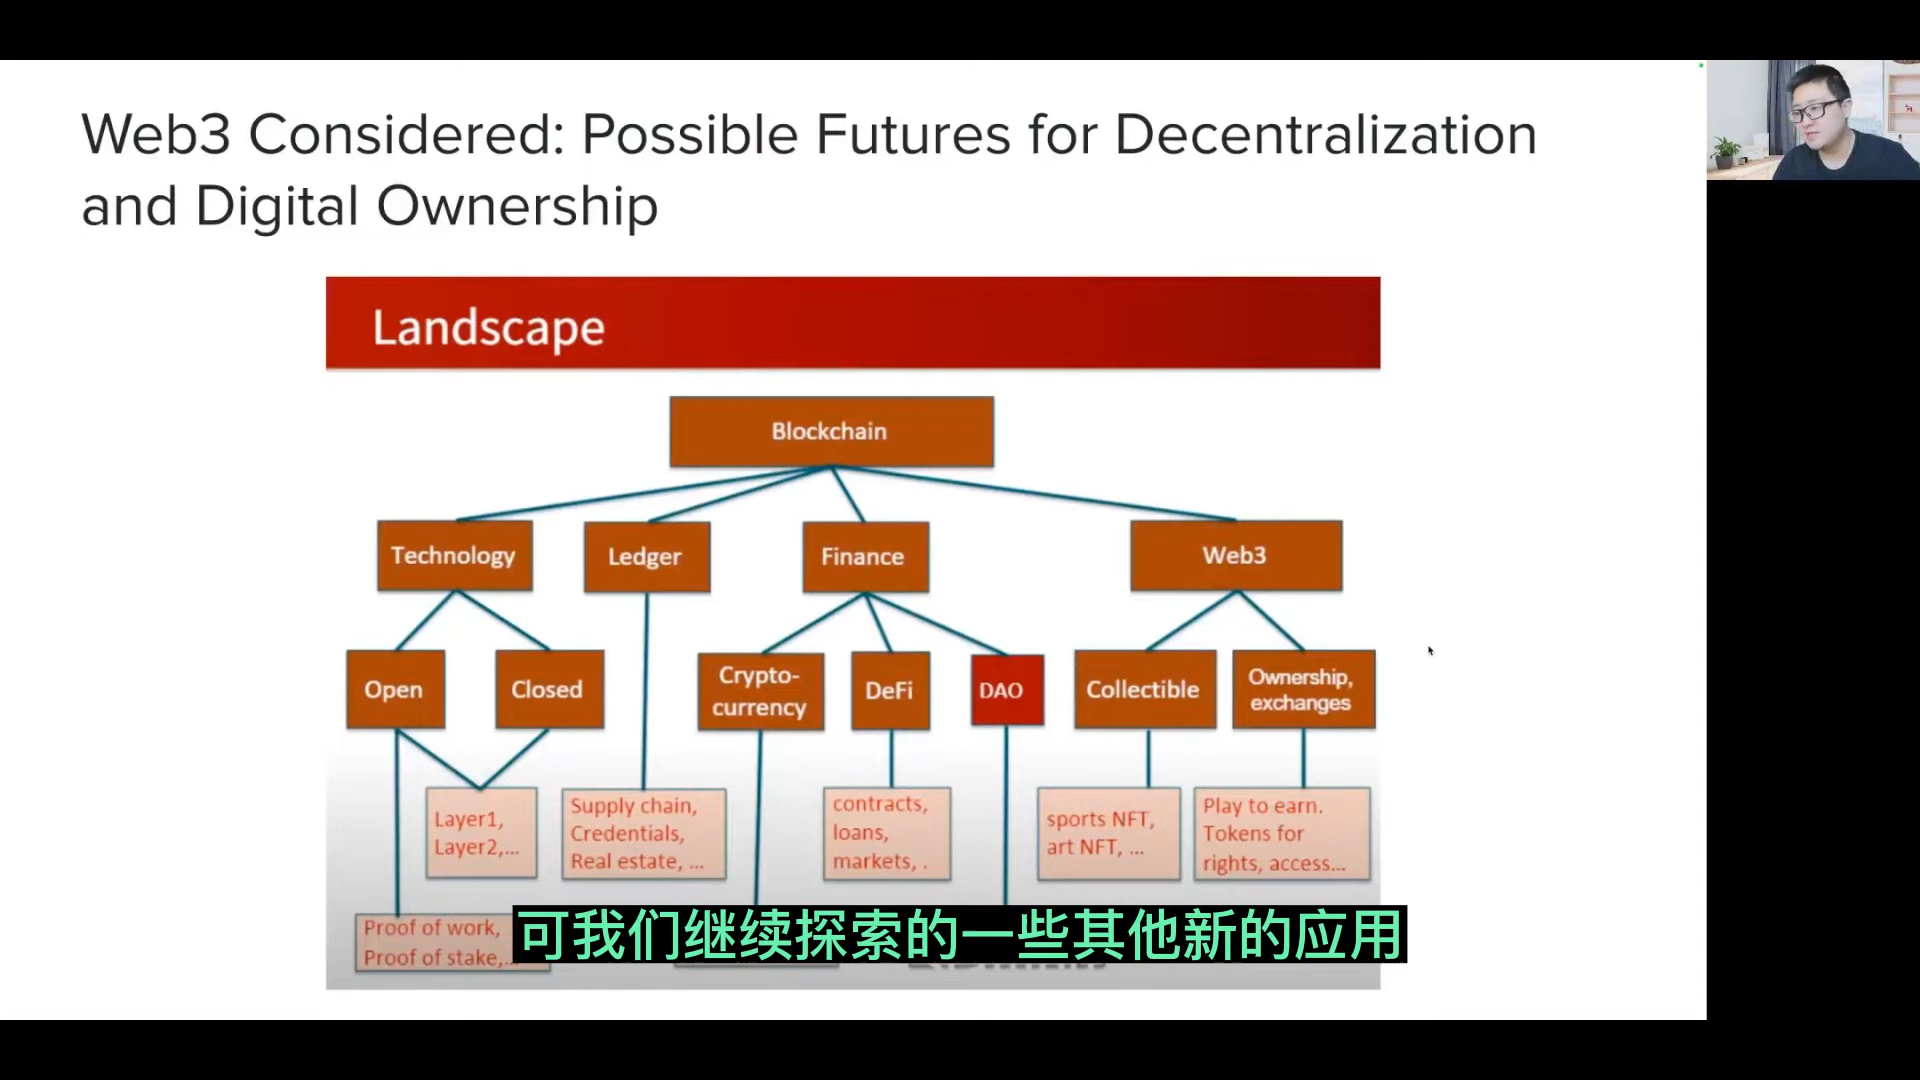 Web3 Considered: Possible Futures for Decentralization
and Digital Ownership
Landscape
Blockchain
Technology
Ledger
Finance
Web3
Open
Closed
Crypto-
currency
DeFi
DAO
Collectible
Ownership,
exchanges
Layer1,
Layer2,...
Supply chain,
Credentials,
Real estate, ...
contracts,
loans,
markets, .
sports NFT,
art NFT, ...
Play to earn.
Tokens for
rights, access...
Proof of work,
Proof of stake,...
可我们继续探索的一些其他新的应用